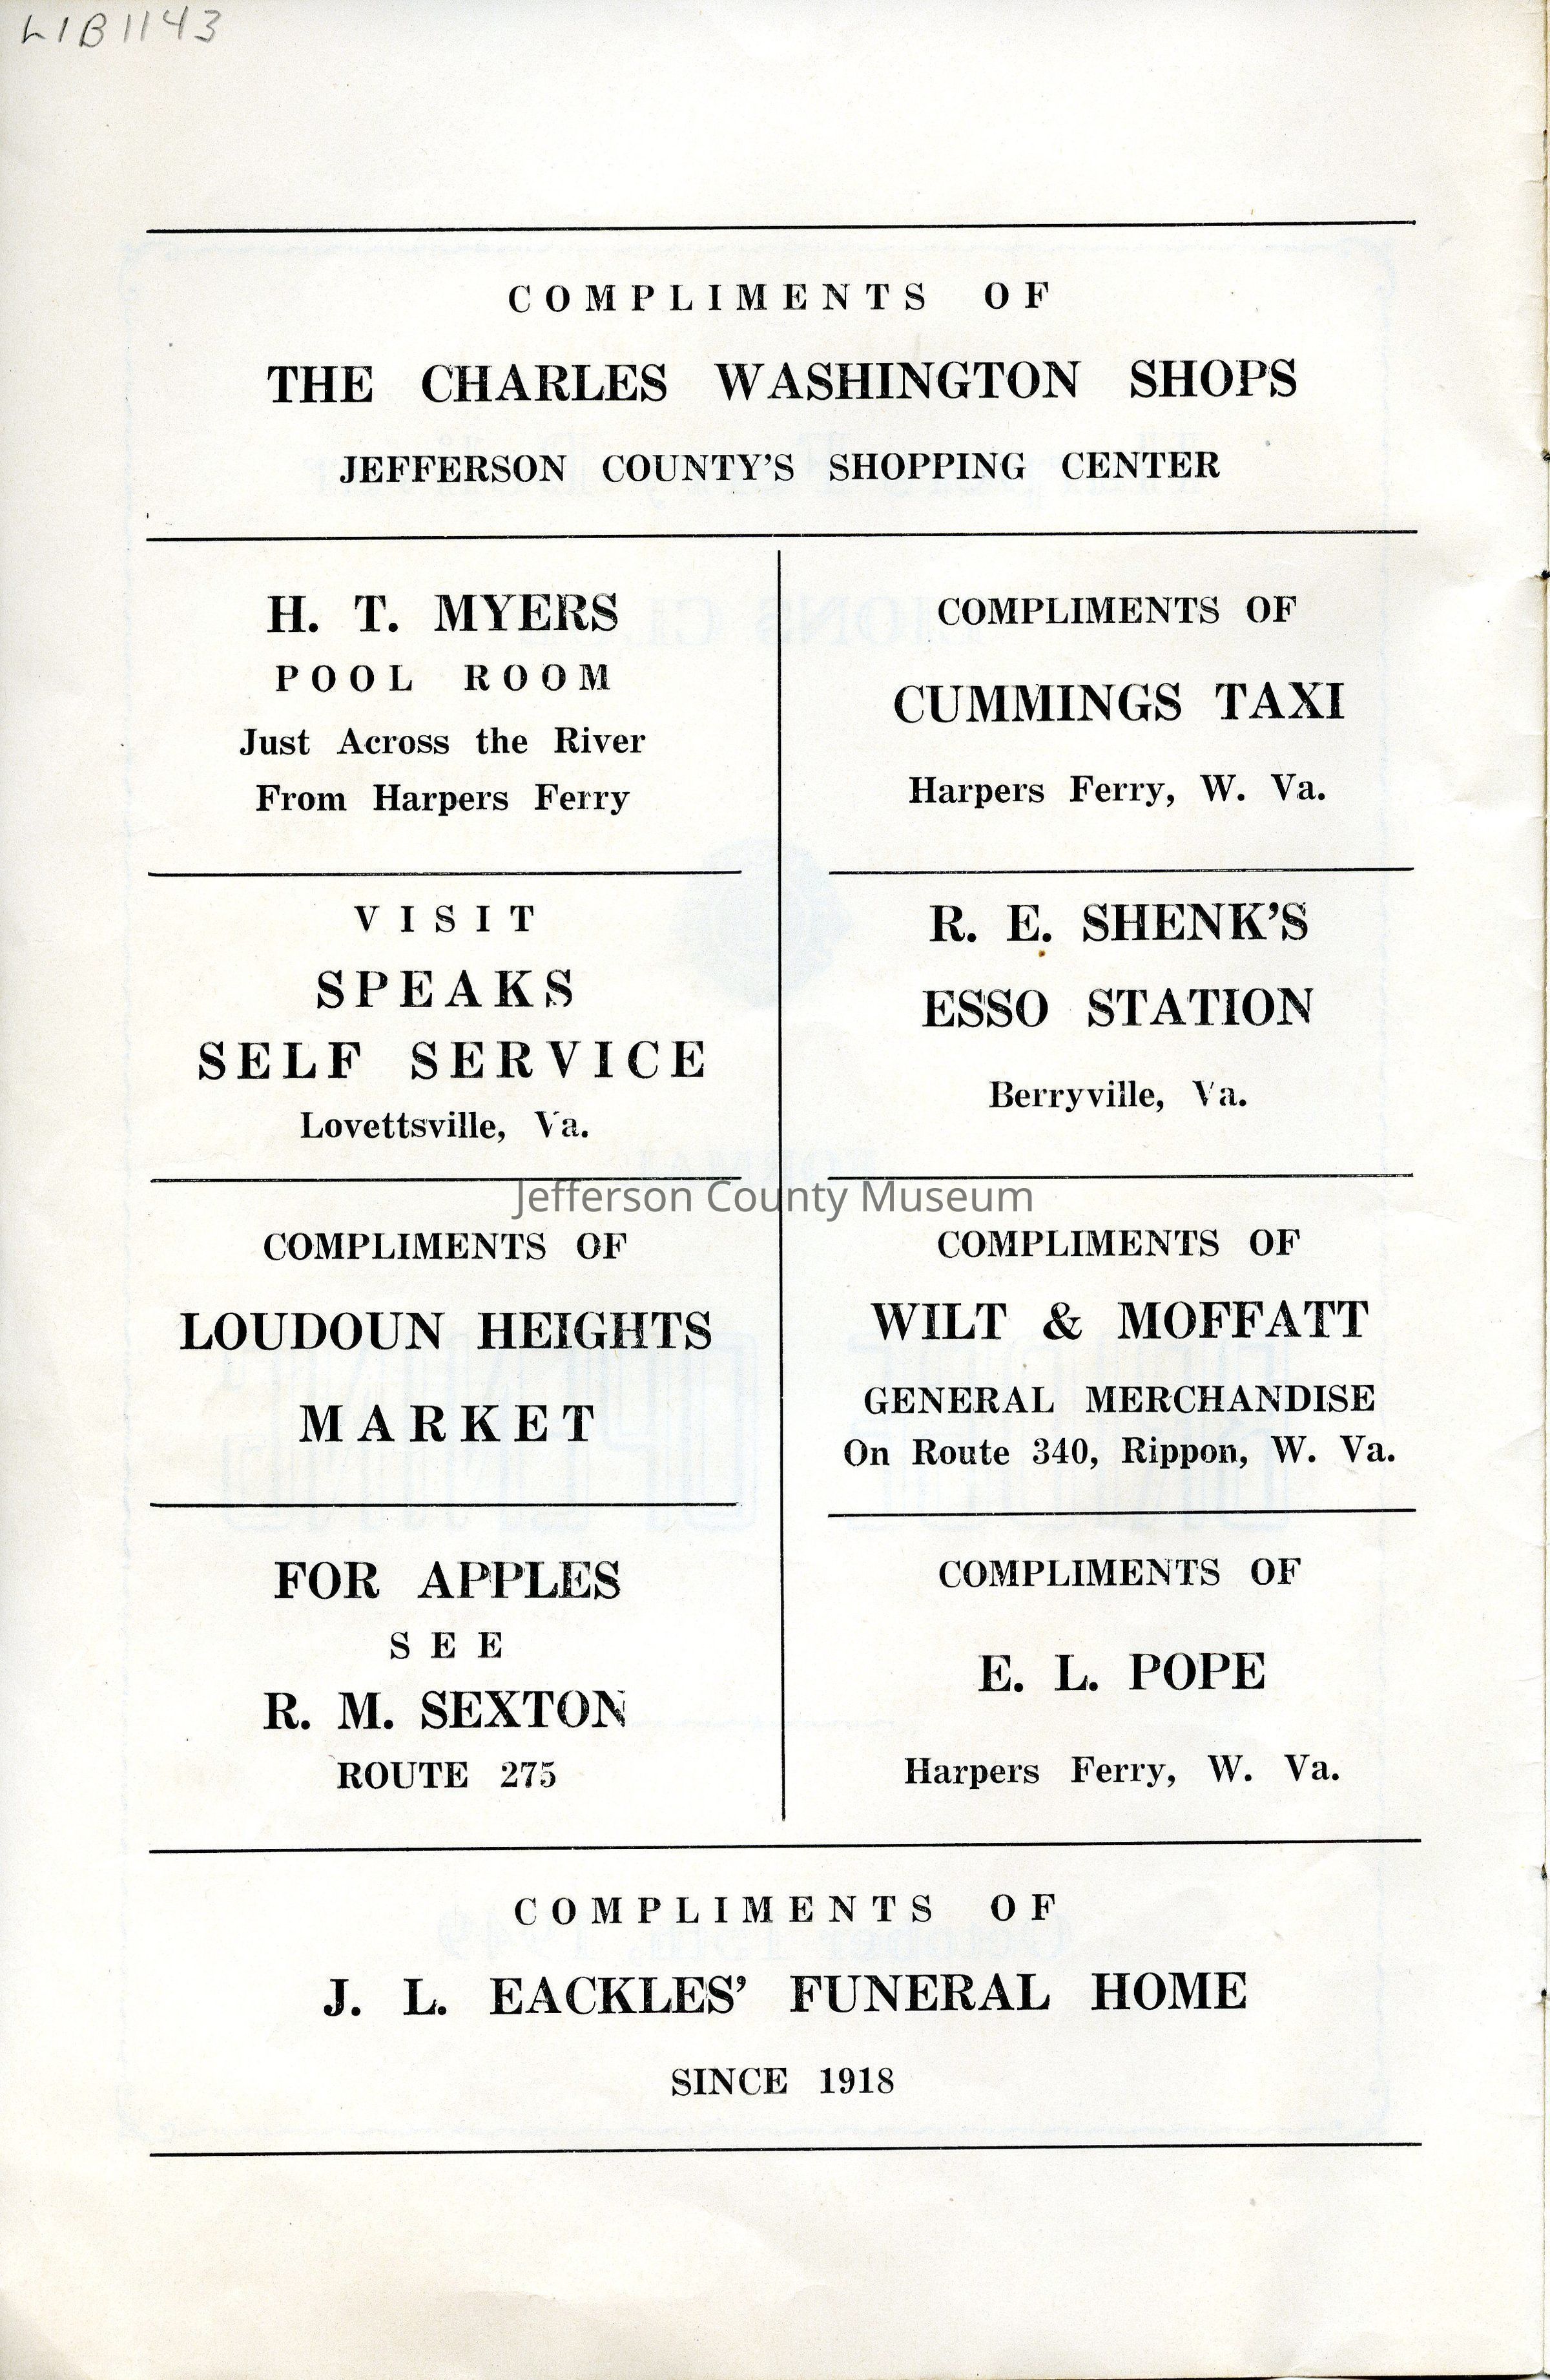 LIB1143
COMPLIMENTS OF
THE CHARLES WASHINGTON SHOPS
JEFFERSON COUNTY'S SHOPPING CENTER
H. T. MYERS
POOL ROOM
Just Across the River
From Harpers Ferry
COMPLIMENTS OF
CUMMINGS TAXI
Harpers Ferry, W. Va.
VISIT
SPEAKS
SELF SERVICE
Lovettsville, Va.
R. E. SHENK'S
ESSO STATION
Berryville, Va.
Jefferson County Museum
COMPLIMENTS OF
LOUDOUN HEIGHTS
MARKET
COMPLIMENTS OF
WILT & MOFFATT
GENERAL MERCHANDISE
On Route 340, Rippon, W. Va.
FOR APPLES
SEE
R. M. SEXTON
ROUTE 275
COMPLIMENTS OF
E. L. POPE
Harpers Ferry, W. Va.
COMPLIMENTS OF
J. L. EACKLES' FUNERAL HOME
SINCE 1918